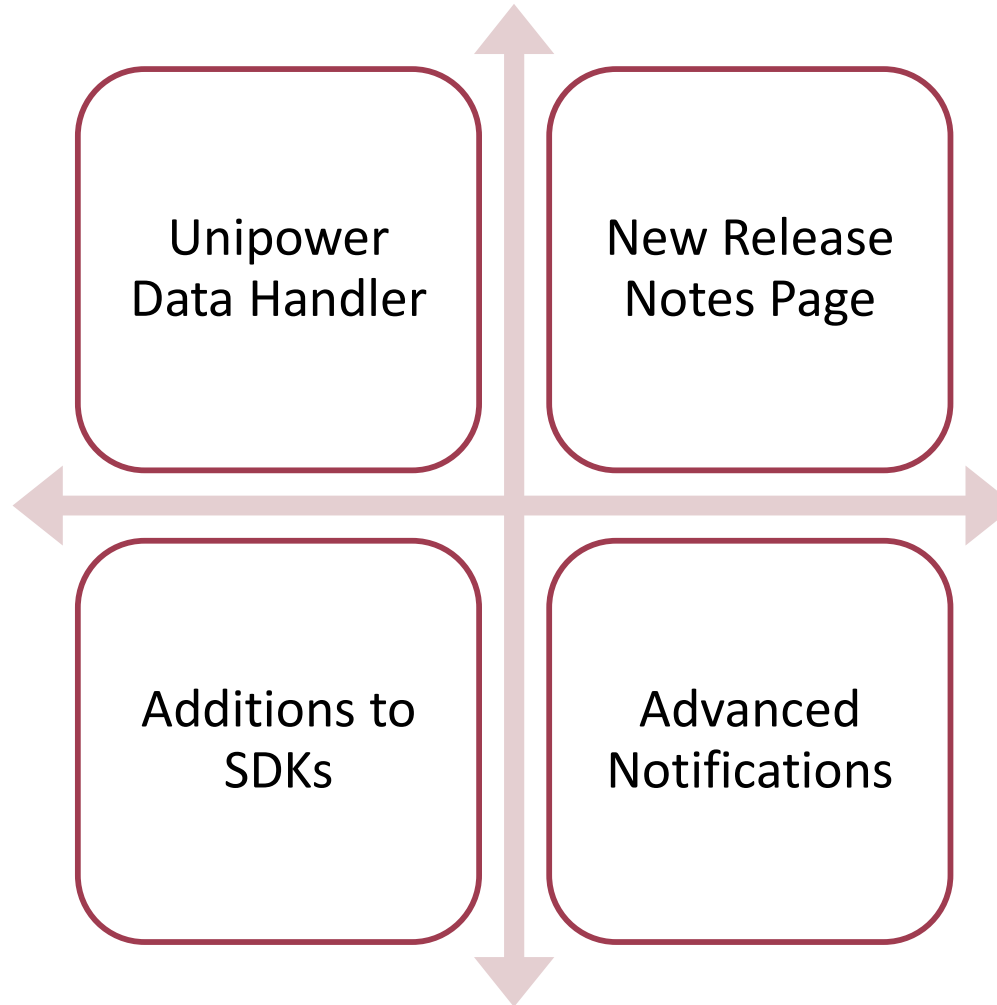 Unipower
Data Handler
New Release
Notes Page
Additions to
SDKs
Advanced
Notifications